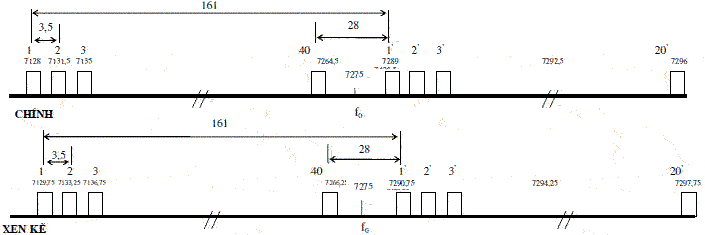 161
3,5
28
1 2 3 40 1' 2' 3' 20'
7128 7131,5 7135 7264,5 7289 7292,5 7296
7275
f₀
CHÍNH
161
3,5
28
1 2 3 40 1' 2' 3' 20'
7129,75 7133,25 7136,75 7266,25 7290,75 7294,25 7297,75
7275
f₀
XEN KẼ